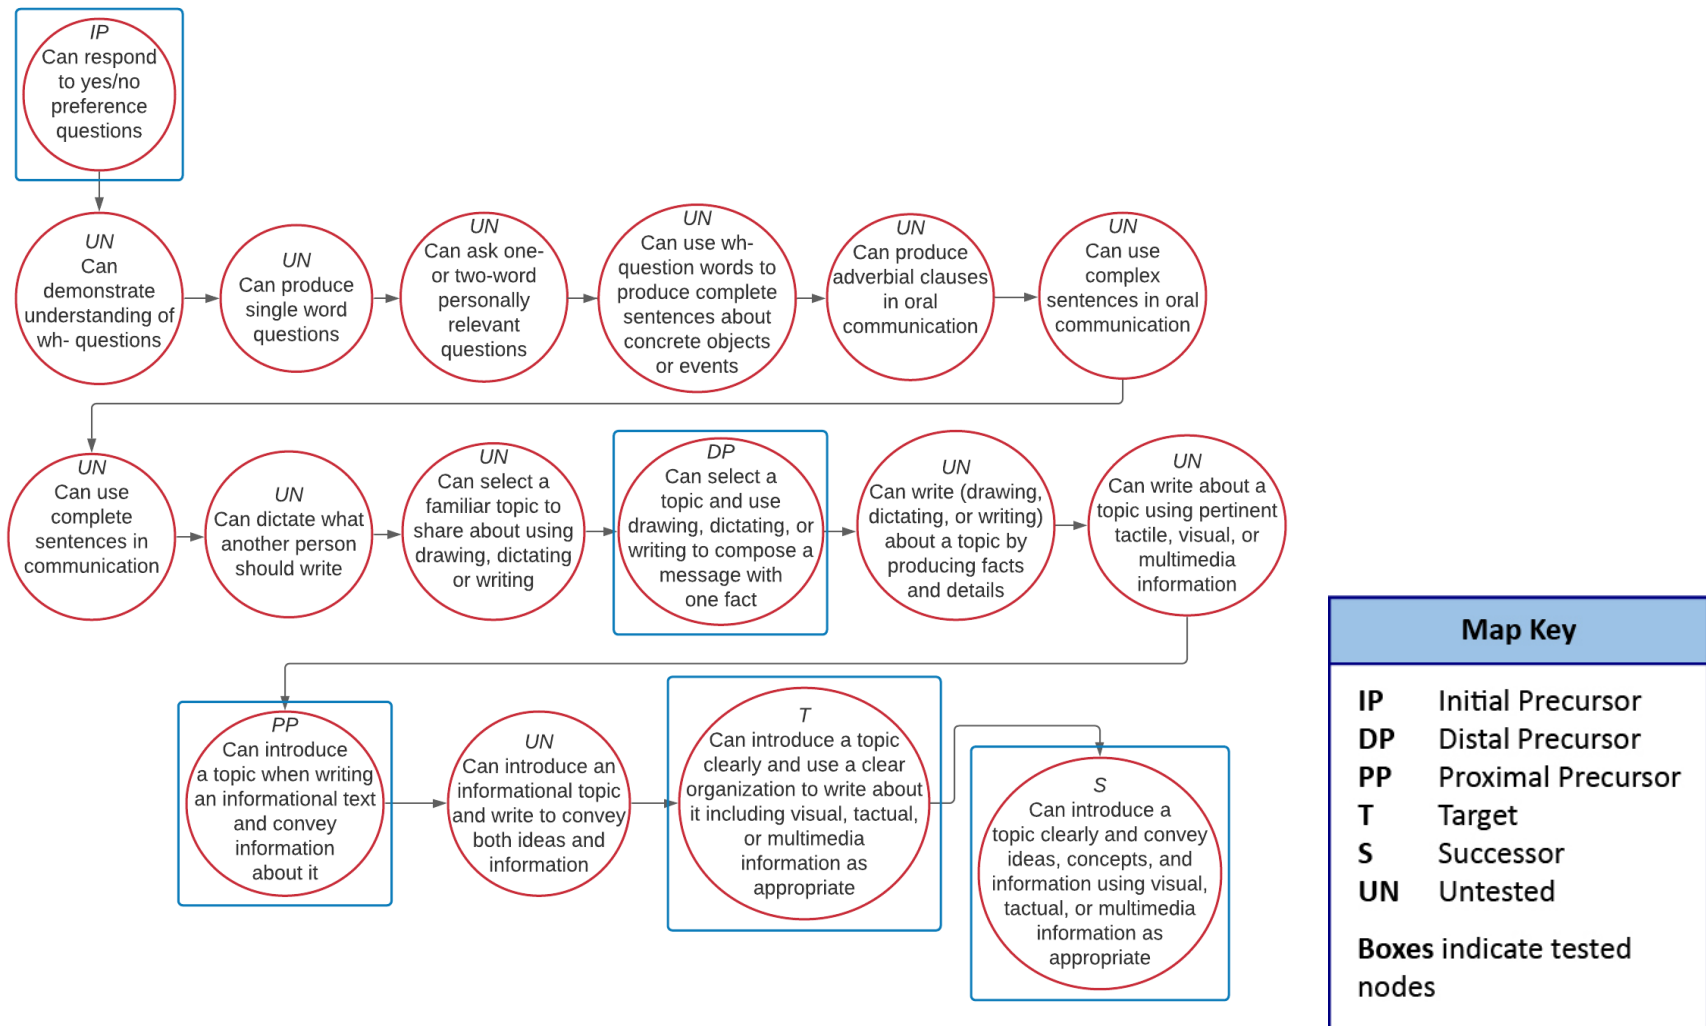 IP
Can respond
to yes/no
preference
questions
UN
Can
demonstrate
understanding of
wh- questions
UN
Can produce
single word
questions
UN
Can ask one-
or two-word
personally
relevant
questions
UN
Can use wh-
question words to
produce complete
sentences about
concrete objects
or events
UN
Can produce
adverbial clauses
in oral
communication
UN
Can use
complex
sentences in oral
communication
UN
Can use
complete
sentences in
communication
UN
Can dictate what
another person
should write
UN
Can select a
familiar topic to
share about using
drawing, dictating
or writing
DP
Can select a
topic and use
drawing, dictating, or
writing to compose a
message with
one fact
UN
Can write (drawing,
dictating, or writing)
about a topic by
producing facts
and details
UN
Can write about a
topic using pertinent
tactile, visual, or
multimedia
information
PP
Can introduce
a topic when writing
an informational text
and convey
information
about it
UN
Can introduce an
informational topic
and write to convey
both ideas and
information
T
Can introduce a topic
clearly and use a clear
organization to write about
it including visual, tactual,
or multimedia
information as
appropriate
S
Can introduce a
topic clearly and convey
ideas, concepts, and
information using visual,
tactual, or multimedia
information as
appropriate
Map Key
IP Initial Precursor
DP Distal Precursor
PP Proximal Precursor
T Target
S Successor
UN Untested
Boxes indicate tested
nodes